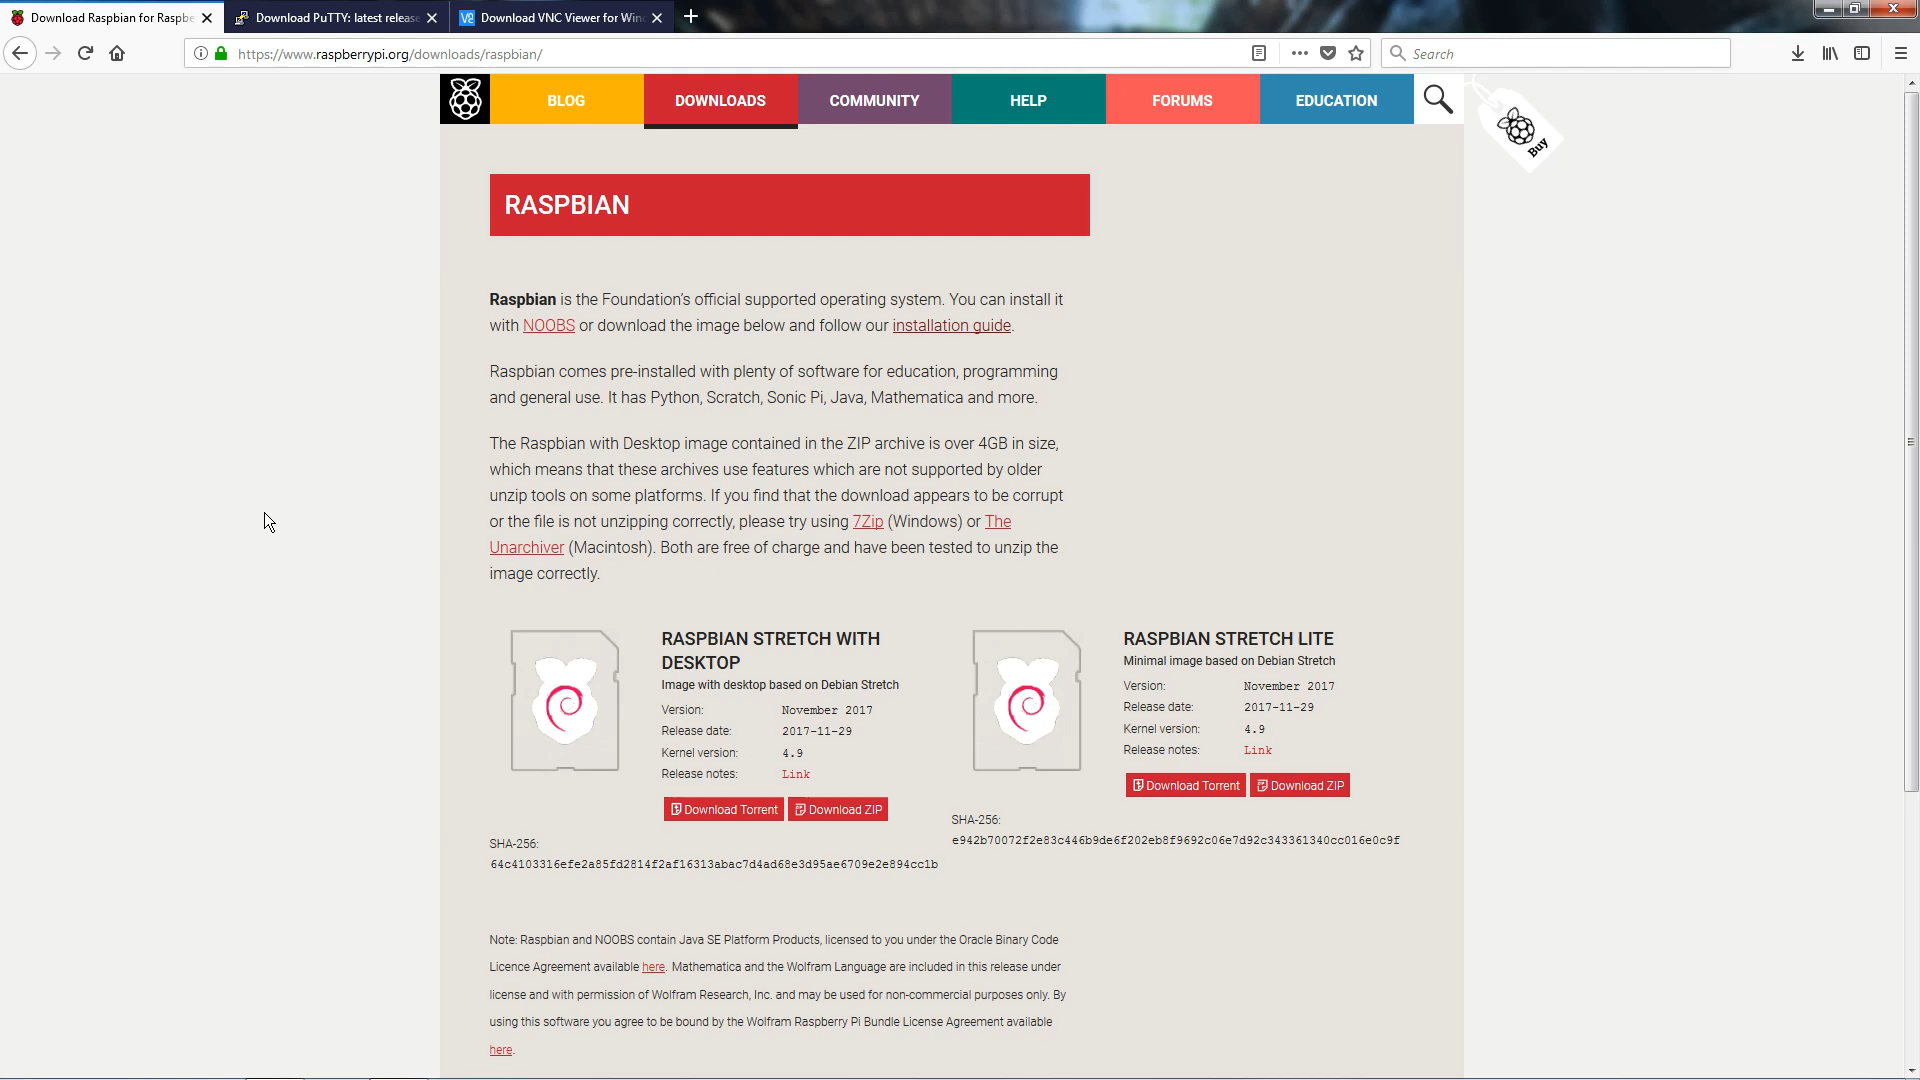 Download Raspbian for Raspbe
Download PuTTY: latest release
Download VNC Viewer for Win
https://www.raspberrypi.org/downloads/raspbian/
Search
BLOG
DOWNLOADS
COMMUNITY
HELP
FORUMS
EDUCATION
Buy
RASPBIAN
Raspbian is the Foundation's official supported operating system. You can install it
with NOOBS or download the image below and follow our installation guide.
Raspbian comes pre-installed with plenty of software for education, programming
and general use. It has Python, Scratch, Sonic Pi, Java, Mathematica and more.
The Raspbian with Desktop image contained in the ZIP archive is over 4GB in size,
which means that these archives use features which are not supported by older
unzip tools on some platforms. If you find that the download appears to be corrupt
or the file is not unzipping correctly, please try using 7Zip (Windows) or The
Unarchiver (Macintosh). Both are free of charge and have been tested to unzip the
image correctly.
RASPBIAN STRETCH WITH
DESKTOP
Image with desktop based on Debian Stretch
Version: November 2017
Release date: 2017-11-29
Kernel version: 4.9
Release notes: Link
Download Torrent
Download ZIP
SHA-256:
64c4103316efe2a85fd2814f2af16313abac7d4ad68e3d95ae6709e2e894cc1b
RASPBIAN STRETCH LITE
Minimal image based on Debian Stretch
Version: November 2017
Release date: 2017-11-29
Kernel version: 4.9
Release notes: Link
Download Torrent
Download ZIP
SHA-256:
e942b70072f2e83c446b9de6f202eb8f9692c06e7d92c343361340cc016e0c9f
Note: Raspbian and NOOBS contain Java SE Platform Products, licensed to you under the Oracle Binary Code
Licence Agreement available here. Mathematica and the Wolfram Language are included in this release under
license and with permission of Wolfram Research, Inc. and may be used for non-commercial purposes only. By
using this software you agree to be bound by the Wolfram Raspberry Pi Bundle License Agreement available
here.